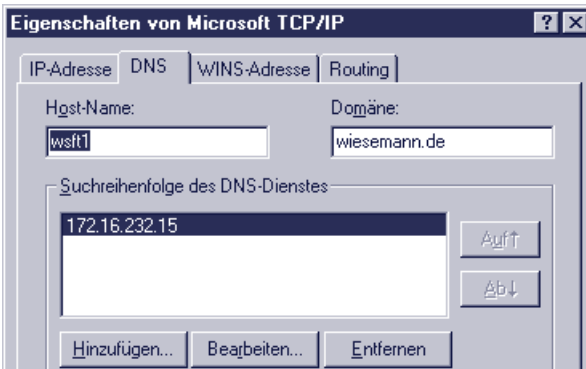 Eigenschaften von Microsoft TCP/IP ? ×
IP-Adresse DNS WINS-Adresse Routing
Host-Name: Domäne:
wsft1 wiesemann.de
Suchreihenfolge des DNS-Dienstes
172.16.232.15
Auf↑
Ab↓
Hinzufügen... Bearbeiten... Entfernen